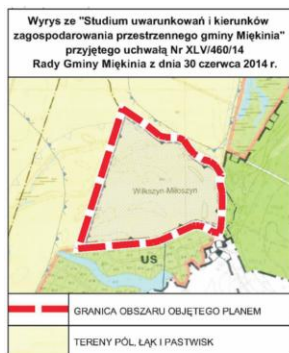 Wyrys ze "Studium uwarunkowań i kierunków
zagospodarowania przestrzennego gminy Miękinia"
przyjętego uchwałą Nr XLV/460/14
Rady Gminy Miękinia z dnia 30 czerwca 2014 r.
Wilkszyn-Miłoszyn
US
GRANICA OBSZARU OBJĘTEGO PLANEM
TERENY PÓL, ŁĄK I PASTWISK